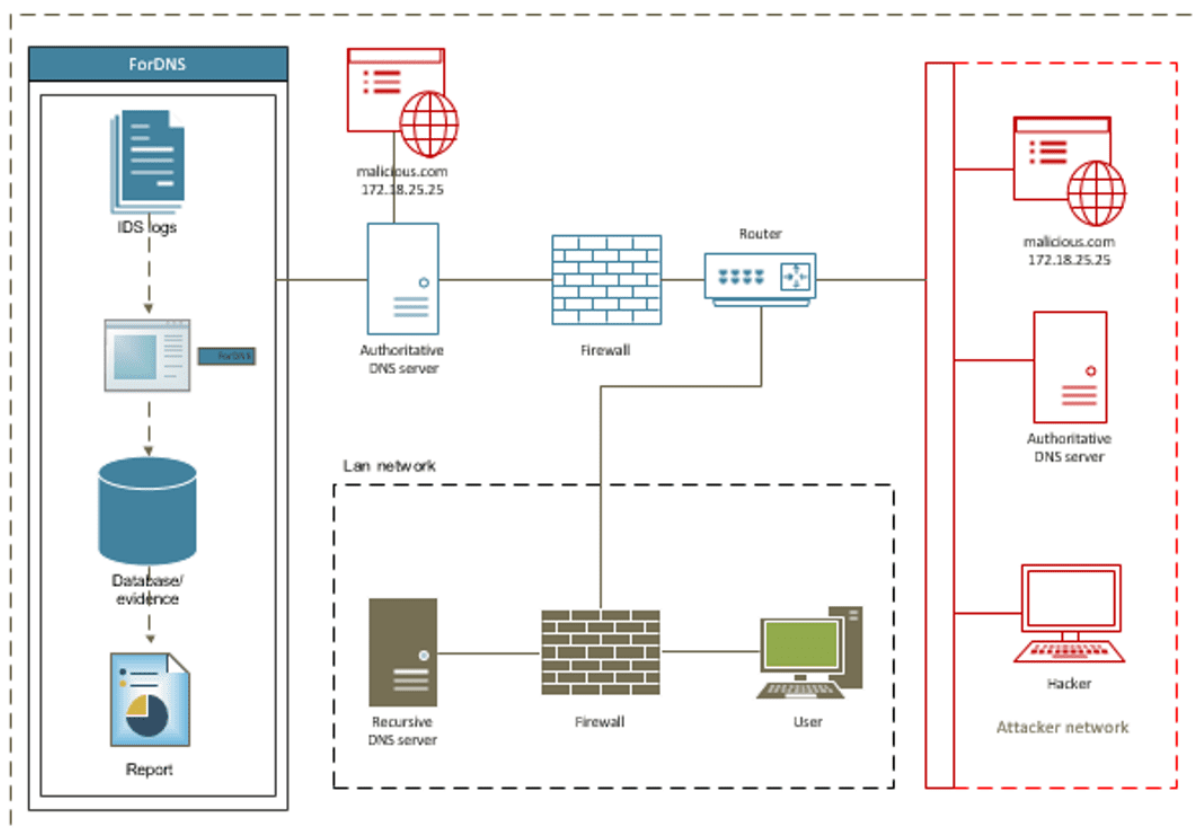 ForDNS
IDS logs
ForDNS
Database/
evidence
Report
malicious.com
172.18.25.25
Authoritative
DNS server
Firewall
Router
Lan network
Recursive
DNS server
Firewall
User
malicious.com
172.18.25.25
Authoritative
DNS server
Hacker
Attacker network